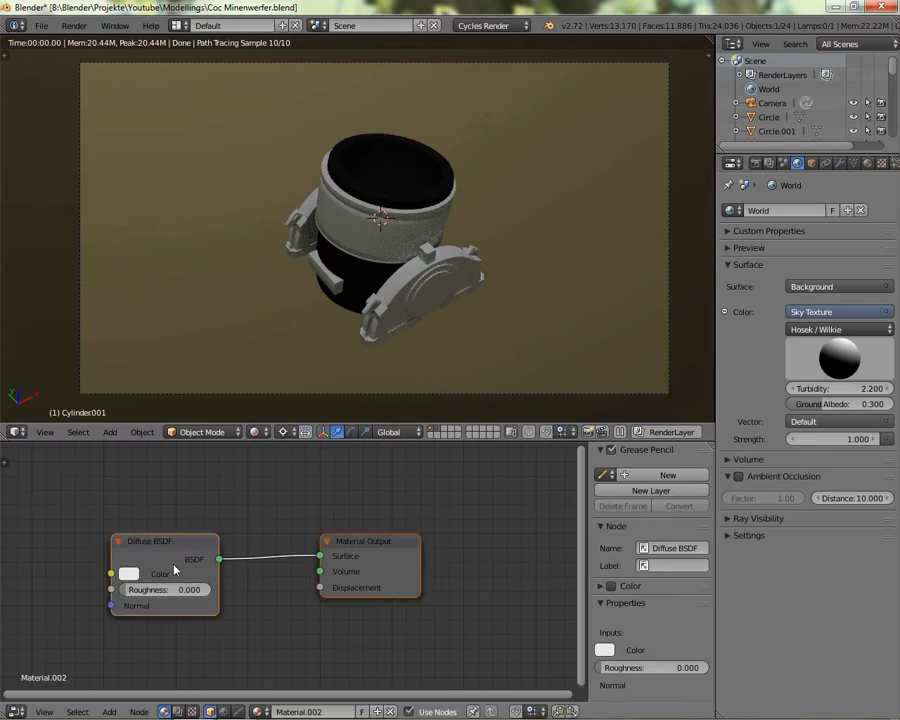 Blender* [B:\Blender\Projekte\Youtube\Modellings\Coc Minenwerfer.blend]
File Render Window Help Default Scene Cycles Render v2.72 | Verts:13,170 | Faces:11,886 | Tris:24,036 | Objects:1/24 | Lamps:0/1 | Mem:22.22M
Time:00:00.00 | Mem:20.44M, Peak:20.44M | Done | Path Tracing Sample 10/10
View Search All Scenes
Scene
RenderLayers
World
Camera
Circle
Circle.001
World
World F
Custom Properties
Preview
Surface
Surface: Background
Color: Sky Texture
Hosek / Wilkie
Turbidity: 2.200
Ground Albedo: 0.300
Vector: Default
Strength: 1.000
Volume
Ambient Occlusion
Factor: 1.00 Distance: 10.000
Ray Visibility
Settings
(1) Cylinder.001
View Select Add Object Object Mode Global RenderLayer
Diffuse BSDF
BSDF
Color
Roughness: 0.000
Normal
Material Output
Surface
Volume
Displacement
Material.002
Grease Pencil
New
New Layer
Delete Frame Convert
Node
Name: Diffuse BSDF
Label:
Color
Properties
Inputs:
Color
Roughness: 0.000
Normal
View Select Add Node Material.002 F Use Nodes